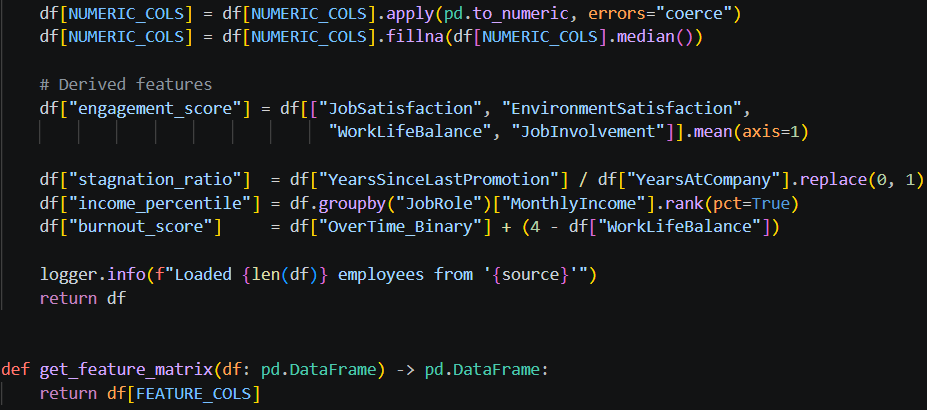 df[NUMERIC_COLS] = df[NUMERIC_COLS].apply(pd.to_numeric, errors="coerce")
df[NUMERIC_COLS] = df[NUMERIC_COLS].fillna(df[NUMERIC_COLS].median())
# Derived features
df["engagement_score"] = df[["JobSatisfaction", "EnvironmentSatisfaction",
"WorkLifeBalance", "JobInvolvement"]].mean(axis=1)
df["stagnation_ratio"] = df["YearsSinceLastPromotion"] / df["YearsAtCompany"].replace(0, 1)
df["income_percentile"] = df.groupby("JobRole")["MonthlyIncome"].rank(pct=True)
df["burnout_score"] = df["OverTime_Binary"] + (4 - df["WorkLifeBalance"])
logger.info(f"Loaded {len(df)} employees from '{source}'")
return df
def get_feature_matrix(df: pd.DataFrame) -> pd.DataFrame:
return df[FEATURE_COLS]